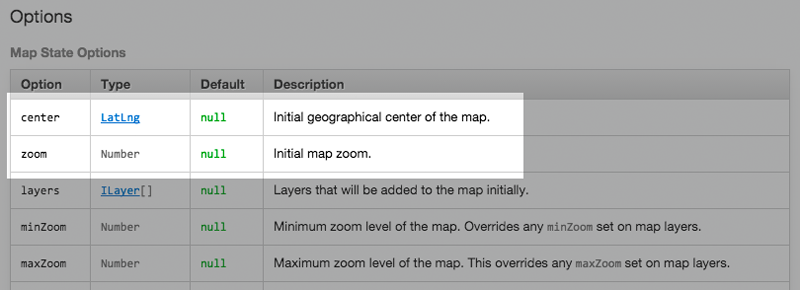 Options
Map State Options
Option Type Default Description
center LatLng null Initial geographical center of the map.
zoom Number null Initial map zoom.
layers ILayer[] null Layers that will be added to the map initially.
minZoom Number null Minimum zoom level of the map. Overrides any minZoom set on map layers.
maxZoom Number null Maximum zoom level of the map. This overrides any maxZoom set on map layers.